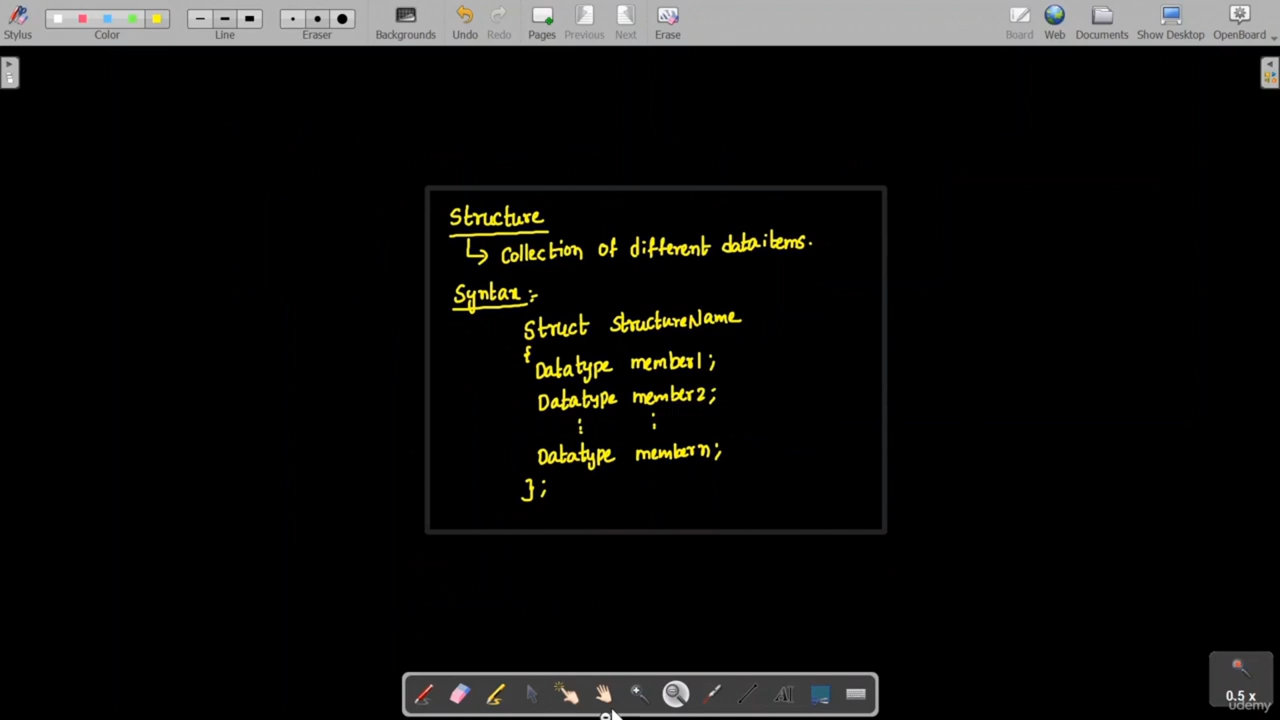 Stylus
Color
Line
Eraser
Backgrounds
Undo
Redo
Pages
Previous
Next
Erase
Board
Web
Documents
Show Desktop
OpenBoard
Structure
Collection of different dataitems.
Syntax :-
Struct StructureName
{
Datatype member1;
Datatype member2;
⋮ ⋮
Datatype membern;
};
AI
0.5 x
udemy